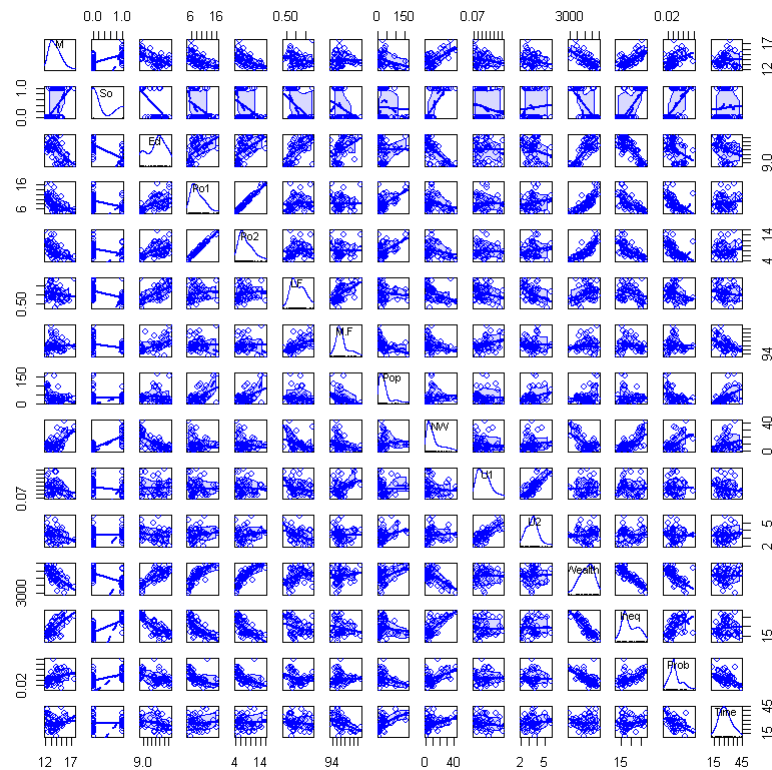 0.0 1.0 6 16 0.50 0 150 0.07 3000 0.02
M 12 17
0.0 1.0 So
Ed 9.0
6 16 Po1
Po2 4 14
0.50 LF
M.F 94
0 150 Pop
NW 0 40
0.07 U1
U2 2 5
3000 Wealth
Ineq 15
0.02 Prob
Time 15 45
12 17 9.0 4 14 94 0 40 2 5 15 15 45